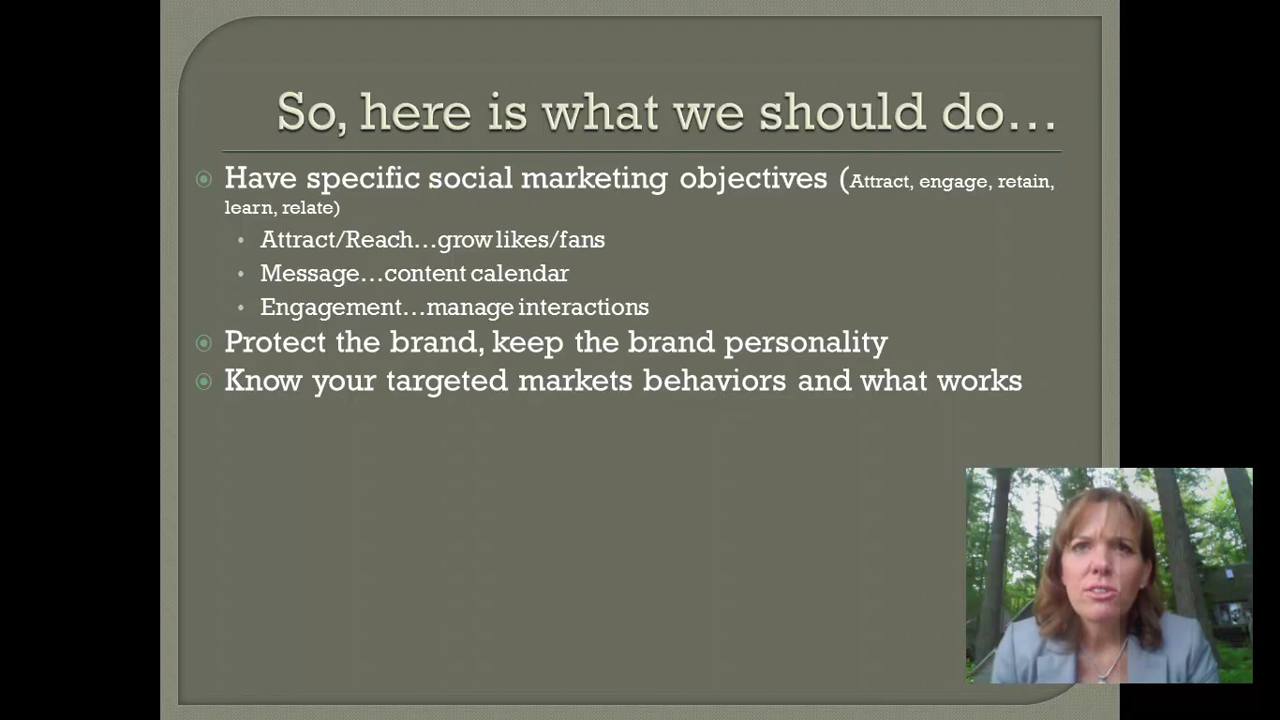 So, here is what we should do...
Have specific social marketing objectives (Attract, engage, retain,
learn, relate)
Attract/Reach...grow likes/fans
Message...content calendar
Engagement...manage interactions
Protect the brand, keep the brand personality
Know your targeted markets behaviors and what works